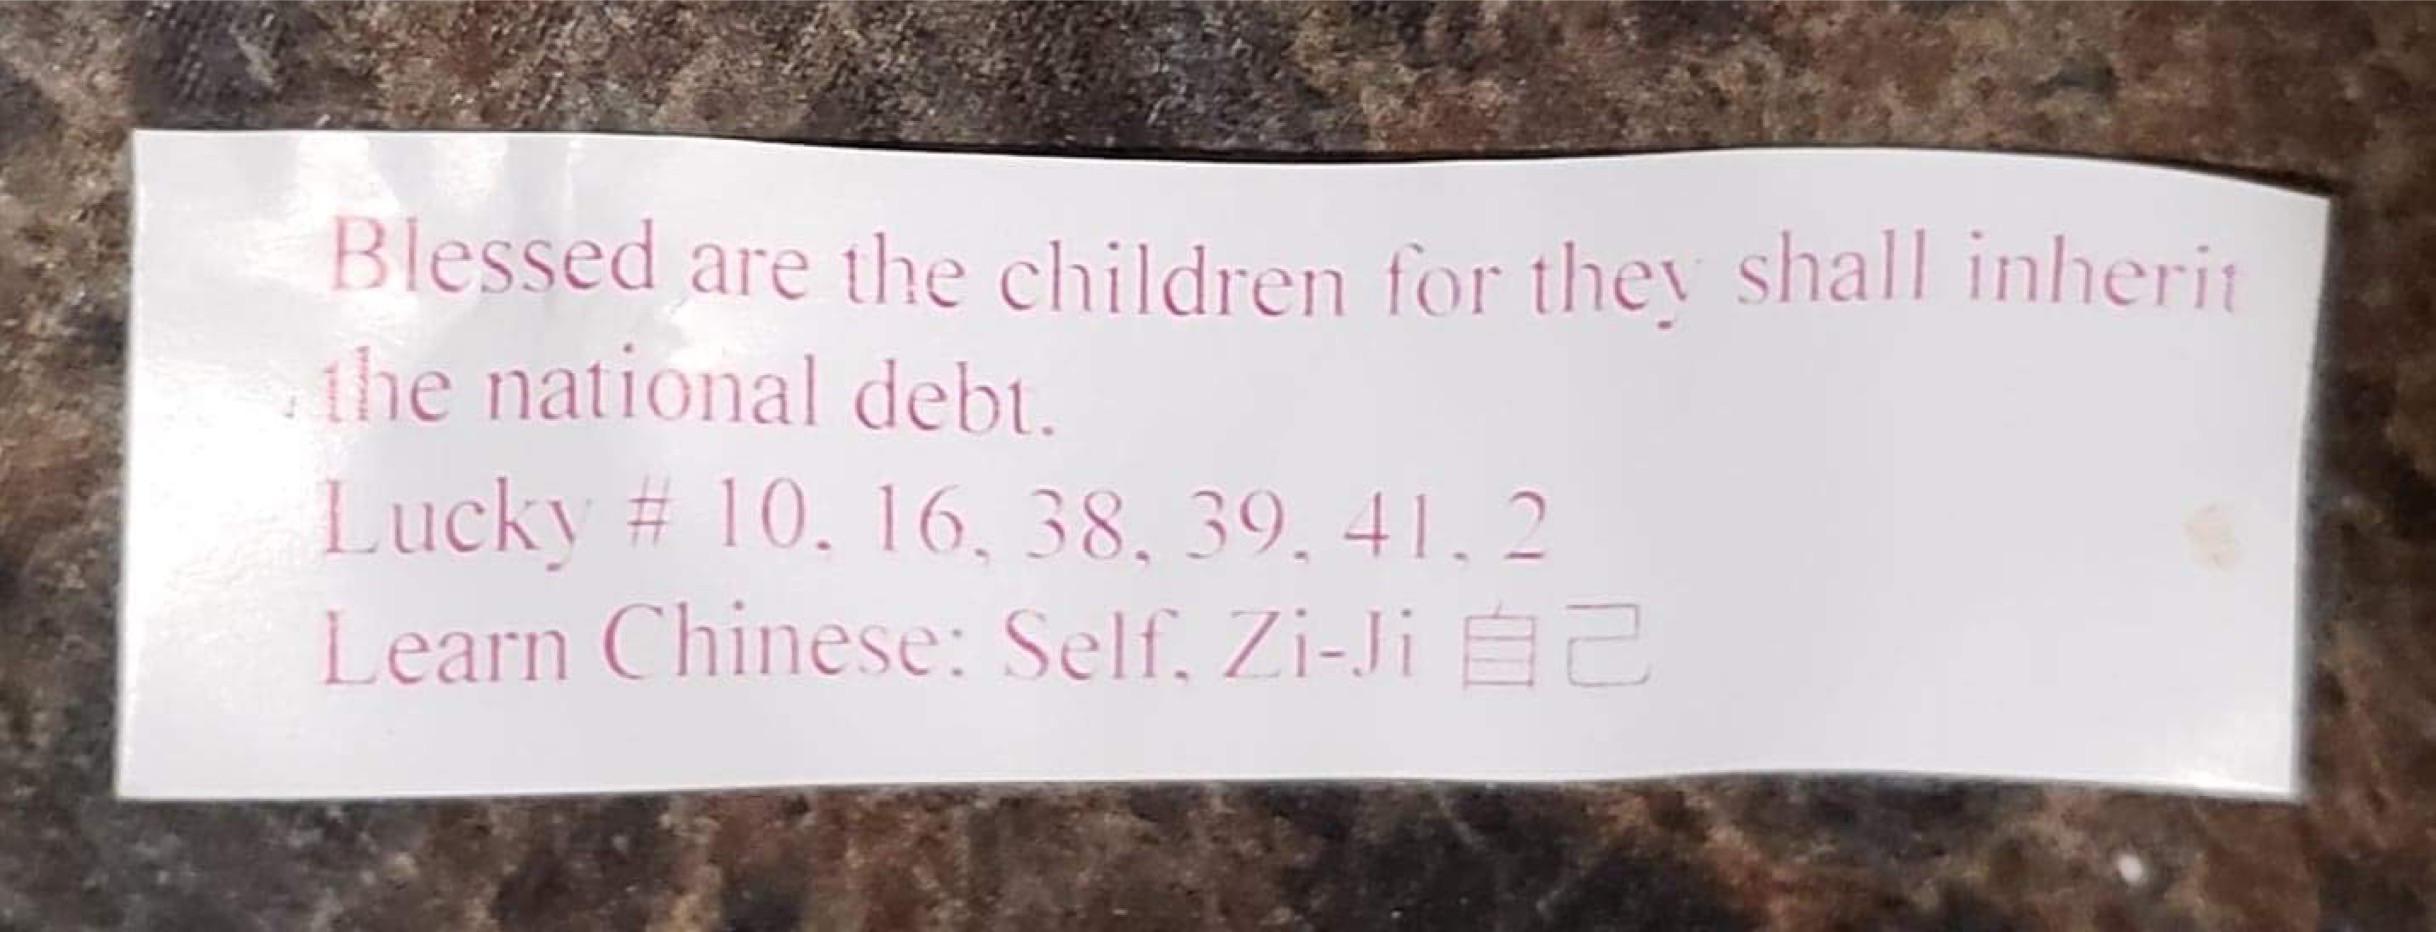 Blessed are the children for they shall inherit
the national debt.
Lucky # 10, 16, 38, 39, 41, 2
Learn Chinese: Self, Zi-Ji 自己